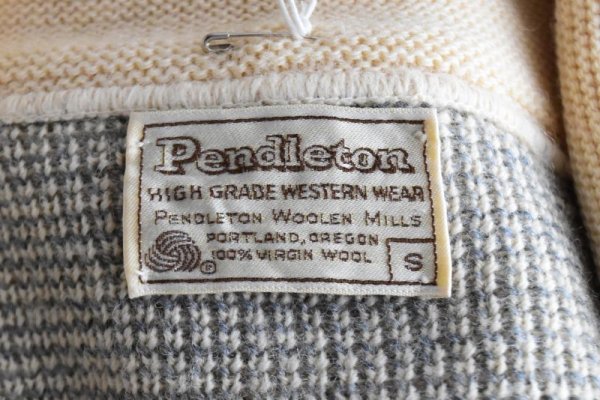 Pendleton
HIGH GRADE WESTERN WEAR
PENDLETON WOOLEN MILLS
PORTLAND, OREGON
100% VIRGIN WOOL
®
S